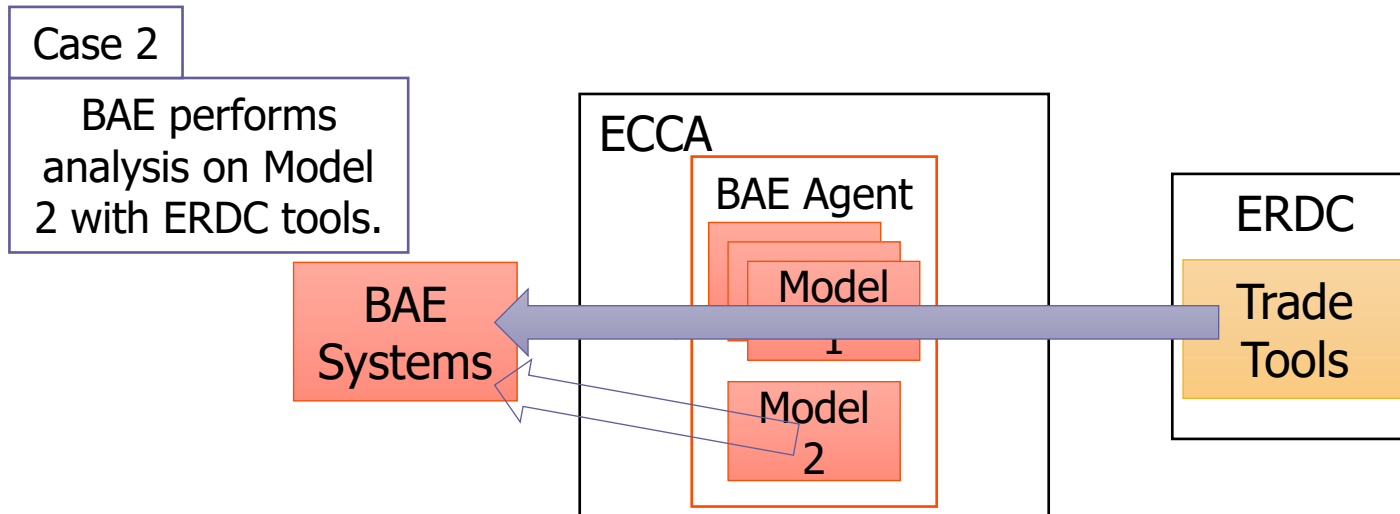 Case 2
BAE performs
analysis on Model
2 with ERDC tools.
ECCA
BAE Agent
ERDC
Model
1
BAE
Systems
Trade
Tools
Model
2